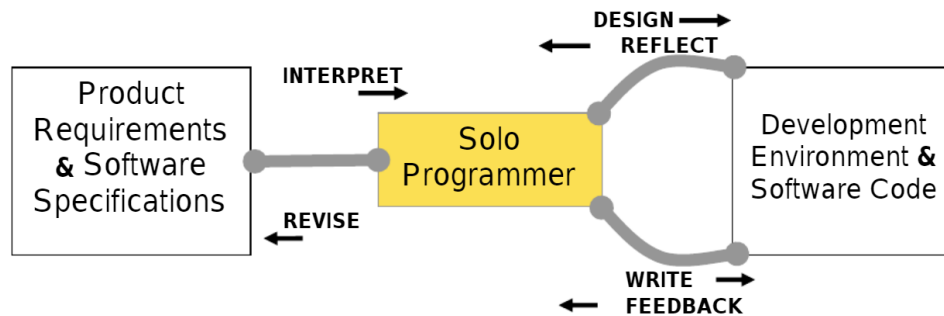 DESIGN
REFLECT
INTERPRET
Product
Requirements
& Software
Specifications
Solo
Programmer
Development
Environment &
Software Code
REVISE
WRITE
FEEDBACK